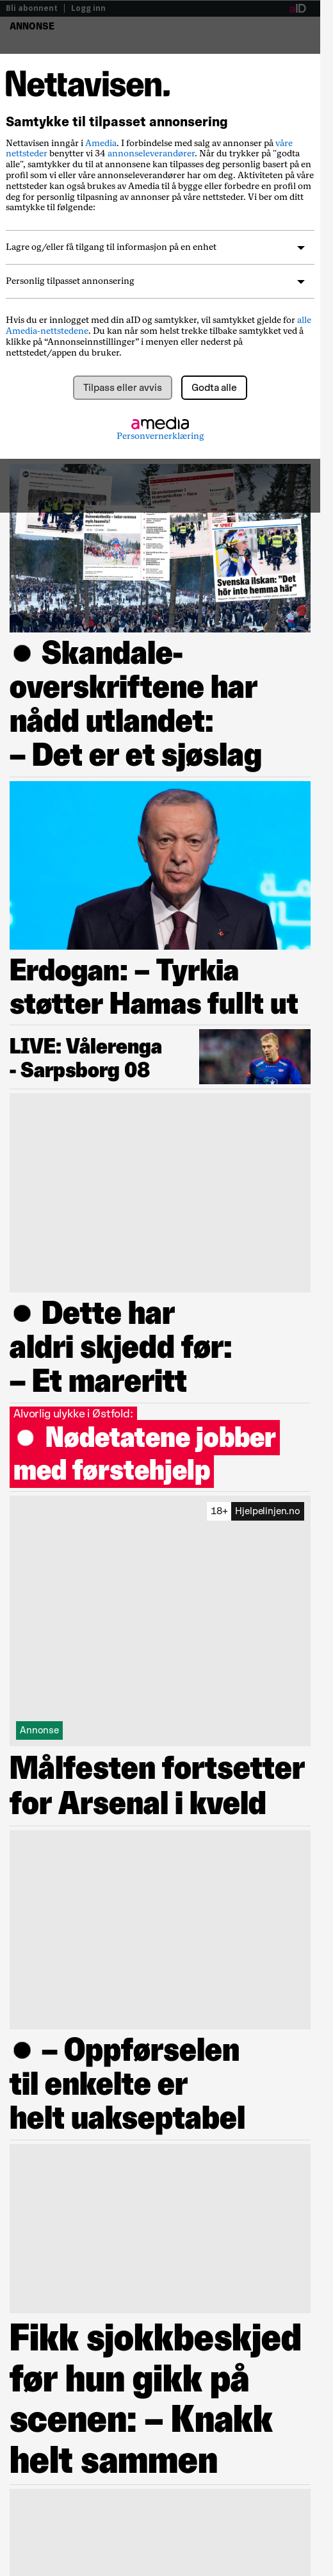 Bli abonnent | Logg inn aID
ANNONSE
Nettavisen.
Samtykke til tilpasset annonsering
Nettavisen inngår i Amedia. I forbindelse med salg av annonser på våre
nettsteder benytter vi 34 annonseleverandører. Når du trykker på "godta
alle", samtykker du til at annonsene kan tilpasses deg personlig basert på en
profil som vi eller våre annonseleverandører har om deg. Aktiviteten på våre
nettsteder kan også brukes av Amedia til å bygge eller forbedre en profil om
deg for personlig tilpasning av annonser på våre nettsteder. Vi ber om ditt
samtykke til følgende:
Lagre og/eller få tilgang til informasjon på en enhet
Personlig tilpasset annonsering
Hvis du er innlogget med din aID og samtykker, vil samtykket gjelde for alle
Amedia-nettstedene. Du kan når som helst trekke tilbake samtykket ved å
klikke på “Annonseinnstillinger” i menyen eller nederst på
nettstedet/appen du bruker.
Tilpass eller avvis Godta alle
amedia
Personvernerklæring
SPORT
Svenska ilskan: "Det
hör inte hemma här"
● Skandale-
overskriftene har
nådd utlandet:
– Det er et sjøslag
Erdogan: – Tyrkia
støtter Hamas fullt ut
LIVE: Vålerenga
- Sarpsborg 08
● Dette har
aldri skjedd før:
– Et mareritt
Alvorlig ulykke i Østfold:
● Nødetatene jobber
med førstehjelp
18+ Hjelpelinjen.no
Annonse
Målfesten fortsetter
for Arsenal i kveld
● – Oppførselen
til enkelte er
helt uakseptabel
Fikk sjokkbeskjed
før hun gikk på
scenen: – Knakk
helt sammen